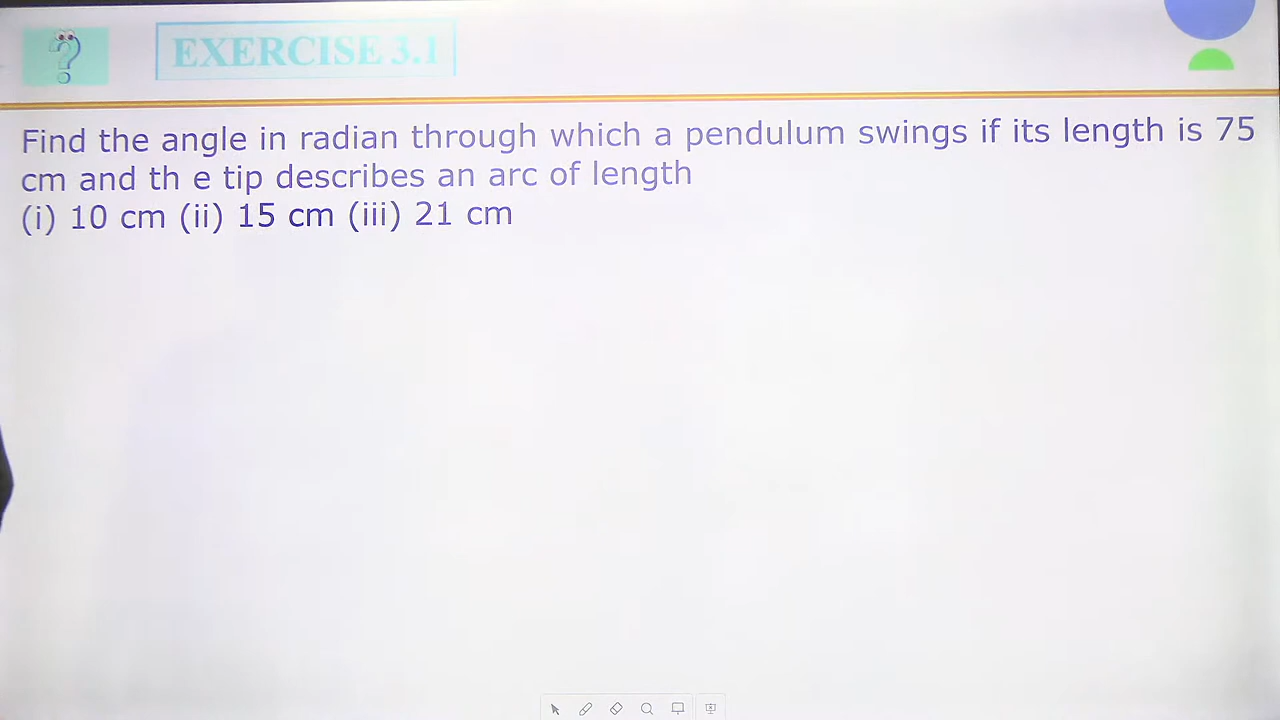 EXERCISE 3.1
Find the angle in radian through which a pendulum swings if its length is 75
cm and th e tip describes an arc of length
(i) 10 cm (ii) 15 cm (iii) 21 cm